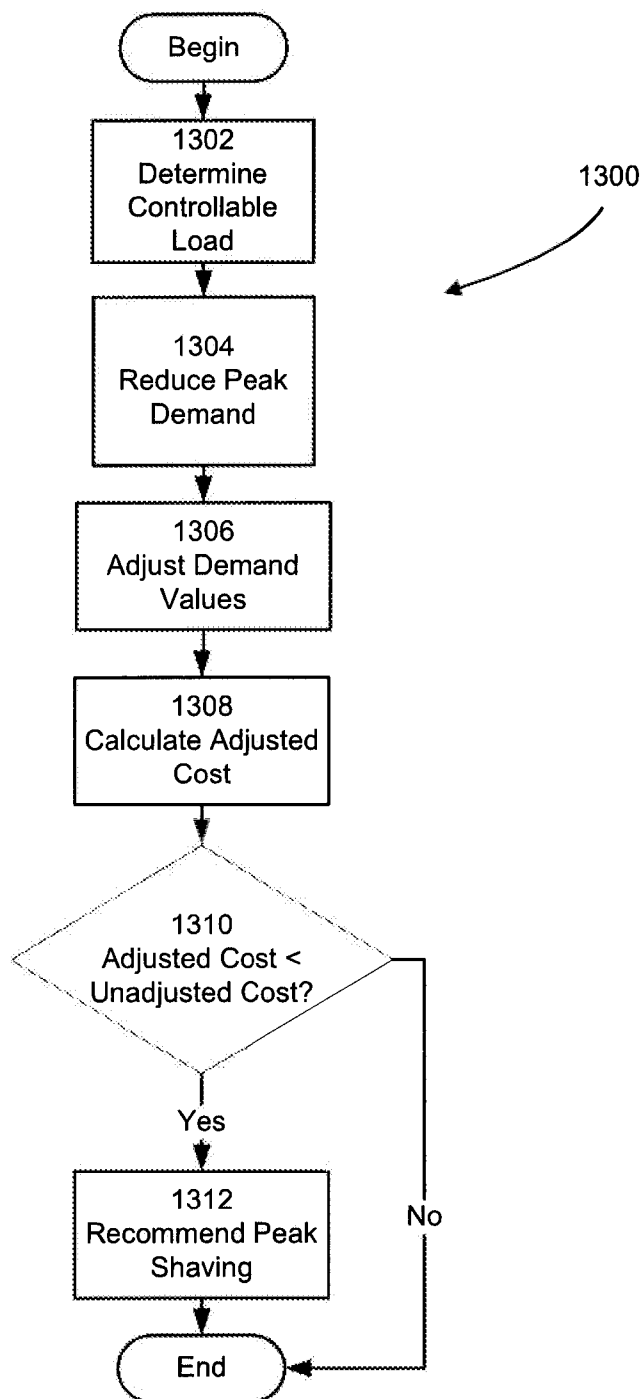 Begin
1302
Determine
Controllable
Load
1300
1304
Reduce Peak
Demand
1306
Adjust Demand
Values
1308
Calculate Adjusted
Cost
1310
Adjusted Cost <
Unadjusted Cost?
Yes
No
1312
Recommend Peak
Shaving
End